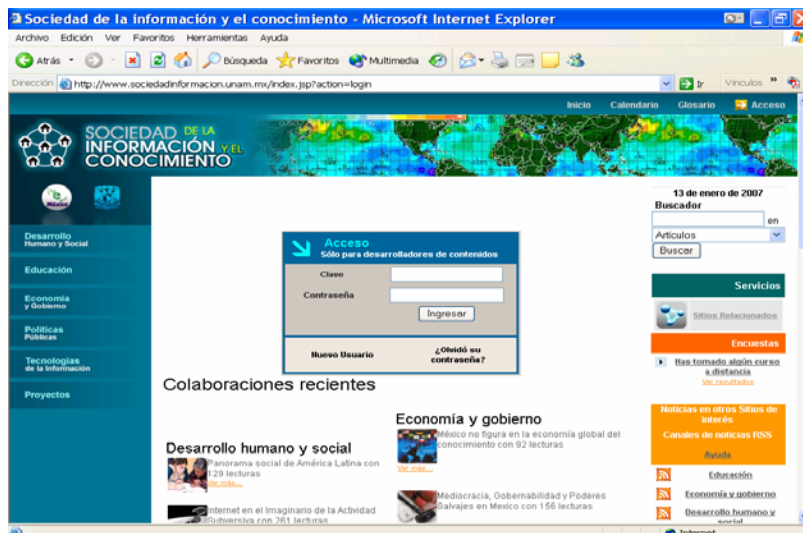 Sociedad de la información y el conocimiento - Microsoft Internet Explorer
Archivo Edición Ver Favoritos Herramientas Ayuda
Atrás Búsqueda Favoritos Multimedia
Dirección http://www.sociedadinformacion.unam.mx/index.jsp?action=login Ir Vínculos »
Inicio Calendario Glosario Acceso
SOCIEDAD DE LA
INFORMACIÓN Y EL
CONOCIMIENTO
e
México
Desarrollo
Humano y Social
Educación
Economía
y Gobierno
Políticas
Públicas
Tecnologías
de la Información
Proyectos
Acceso
Sólo para desarrolladores de contenidos
Clave
Contraseña
Ingresar
Nuevo Usuario
¿Olvidó su
contraseña?
Colaboraciones recientes
Desarrollo humano y social
Panorama social de América Latina con
129 lecturas
Ver más...
Internet en el Imaginario de la Actividad
Subversiva con 261 lecturas
Economía y gobierno
México no figura en la economía global del
conocimiento con 92 lecturas
Ver más...
Mediocracia, Gobernabilidad y Poderes
Salvajes en Mexico con 156 lecturas
13 de enero de 2007
Buscador
en
Artículos
Buscar
Servicios
Sitios Relacionados
Encuestas
Has tomado algún curso
a distancia
Ver resultados
Noticias en otros Sitios de
interés
Canales de noticias RSS
Ayuda
Educación
Economía y gobierno
Desarrollo humano y
social
Internet